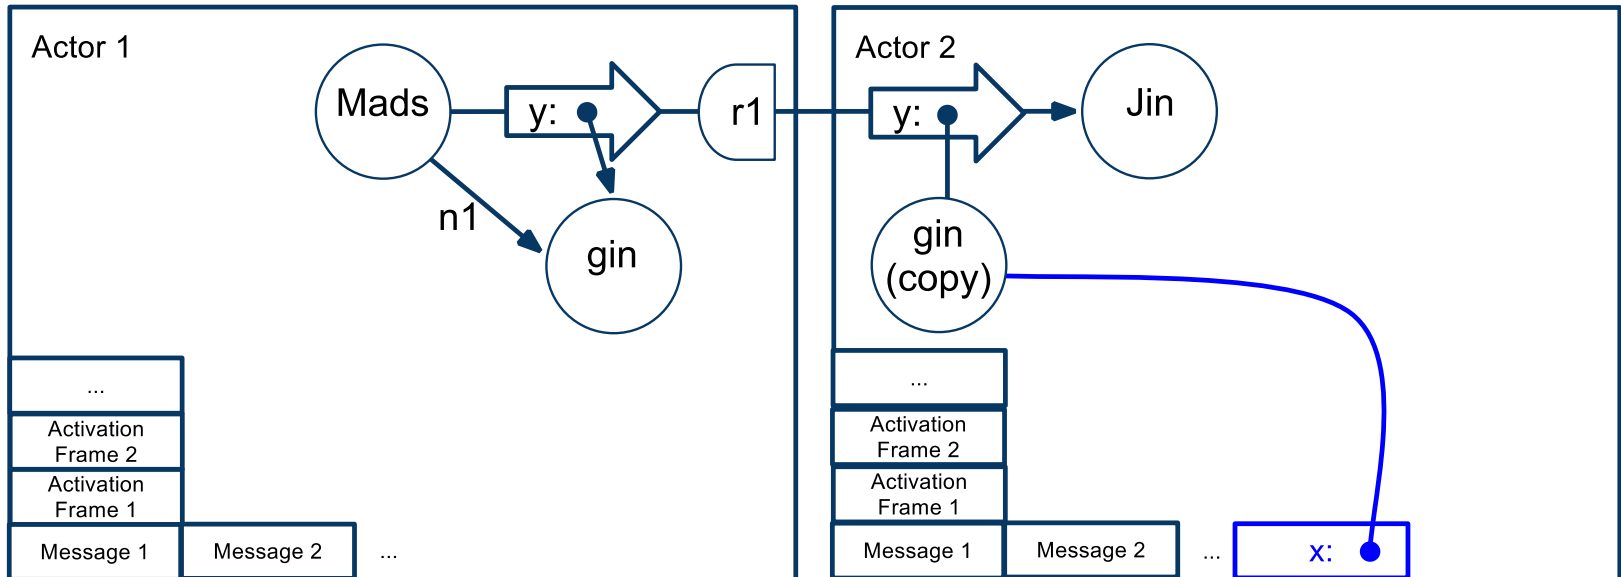 Actor 1
Mads
y:
r1
n1
gin
...
Activation
Frame 2
Activation
Frame 1
Message 1
Message 2
...
Actor 2
y:
Jin
gin
(copy)
...
Activation
Frame 2
Activation
Frame 1
Message 1
Message 2
...
x: